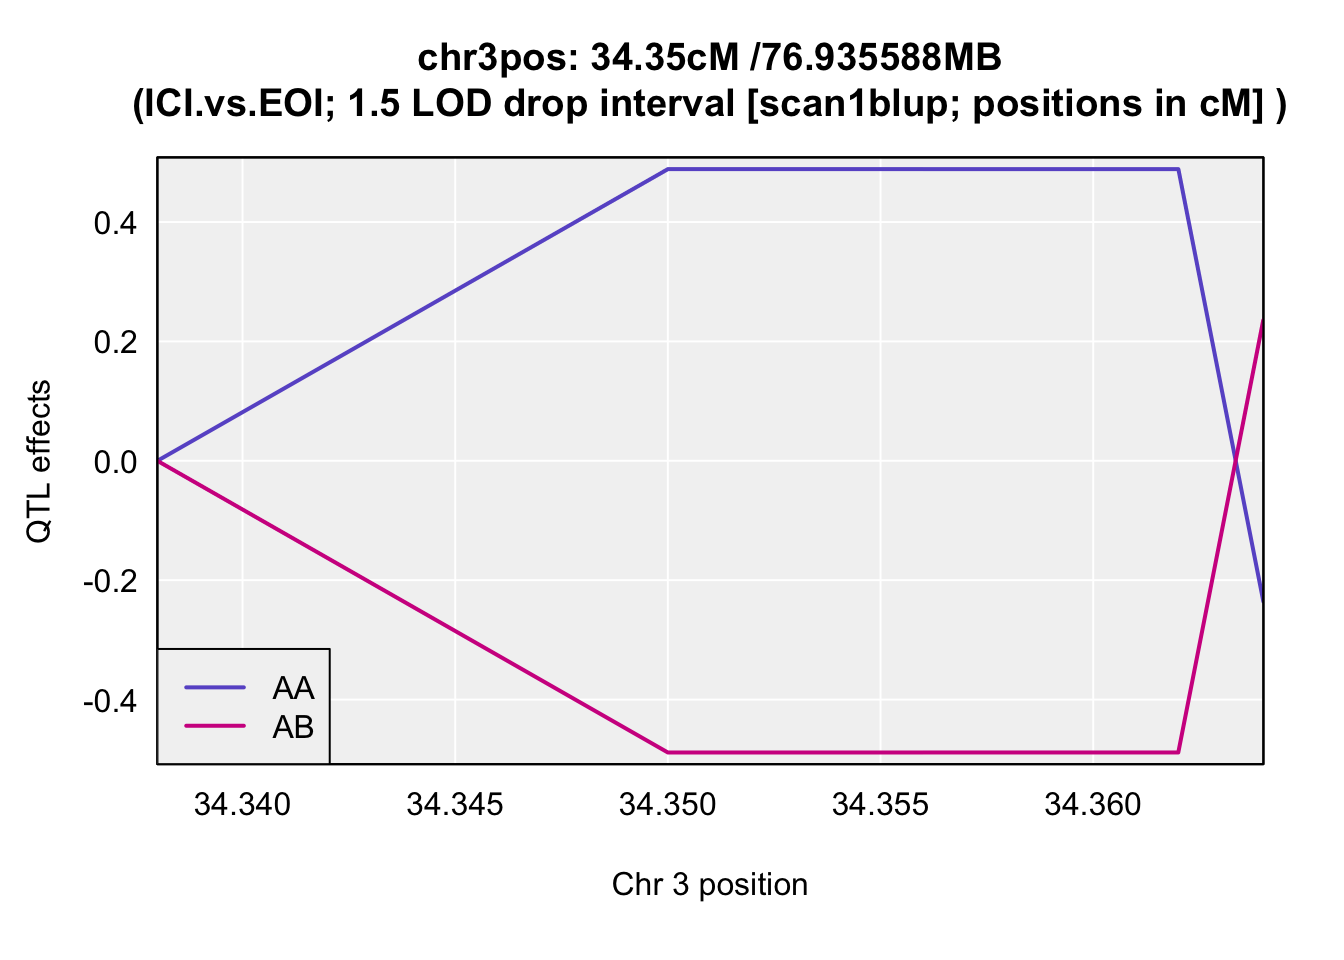 chr3pos: 34.35cM /76.935588MB
(ICI.vs.EOI; 1.5 LOD drop interval [scan1blup; positions in cM] )
QTL effects
0.4
0.2
0.0
-0.2
-0.4
AA
AB
34.340 34.345 34.350 34.355 34.360
Chr 3 position